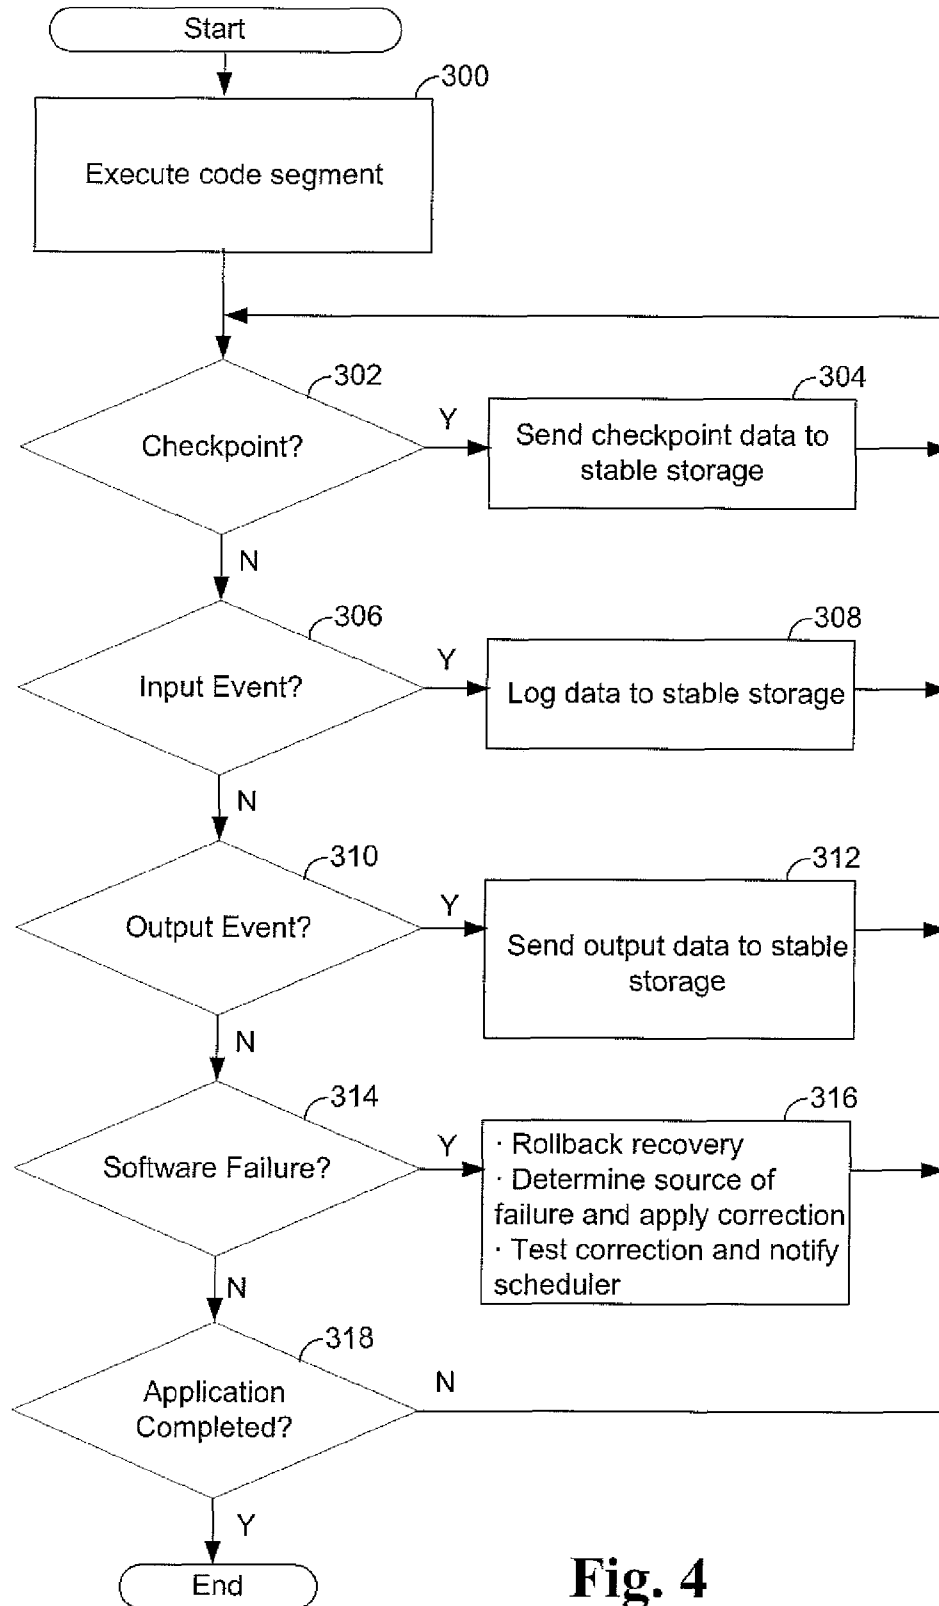 Start
300
Execute code segment
302
Checkpoint?
Y
304
Send checkpoint data to
stable storage
N
306
Input Event?
Y
308
Log data to stable storage
N
310
Output Event?
Y
312
Send output data to stable
storage
N
314
Software Failure?
Y
316
· Rollback recovery
· Determine source of
failure and apply correction
· Test correction and notify
scheduler
N
318
Application
Completed?
N
Y
End
Fig. 4